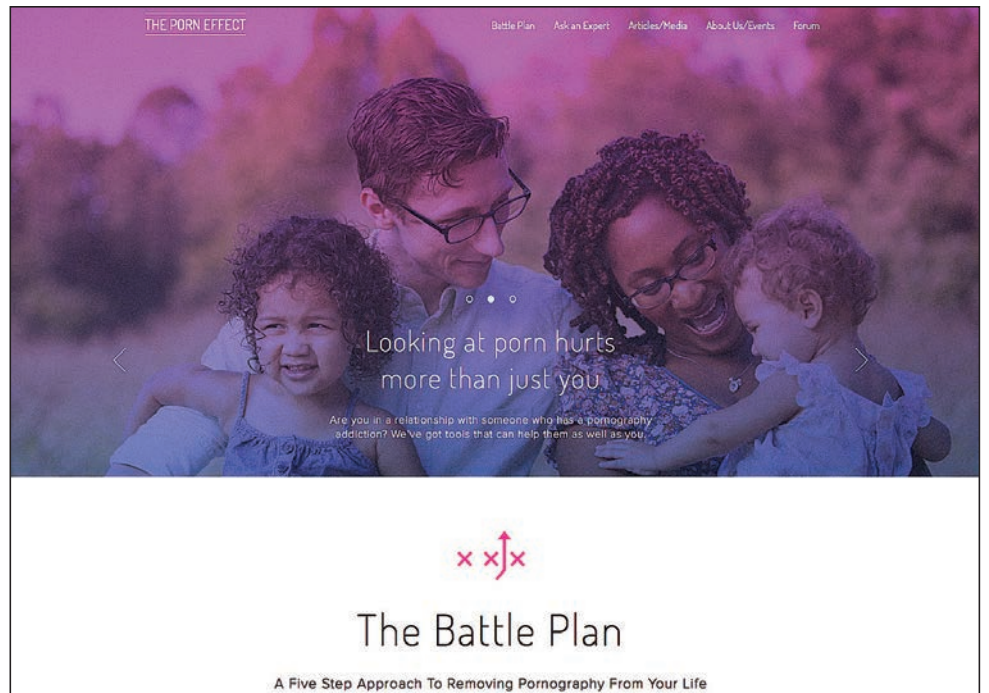 THE PORN EFFECT
Battle Plan Ask an Expert Articles/Media About Us/Events Forum
Looking at porn hurts
more than just you
Are you in a relationship with someone who has a pornography
addiction? We've got tools that can help them as well as you.
The Battle Plan
A Five Step Approach To Removing Pornography From Your Life